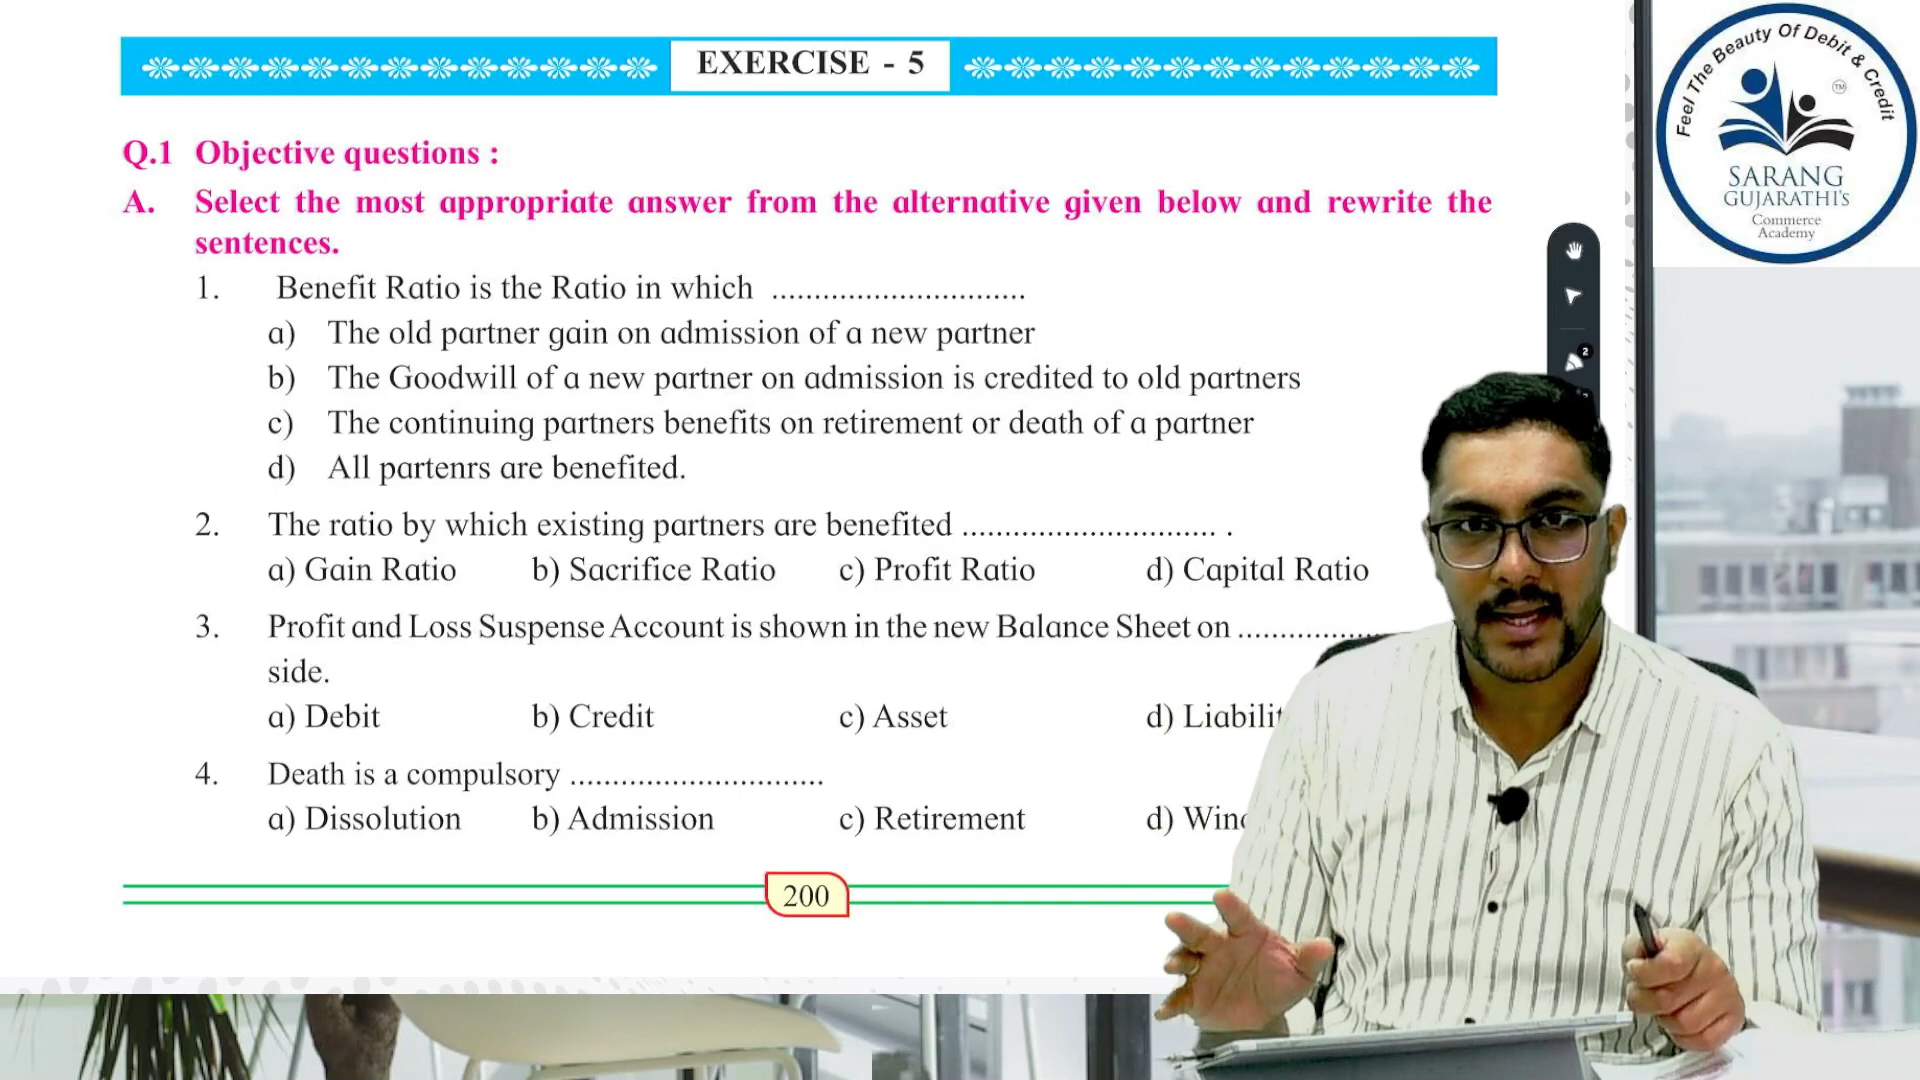 EXERCISE - 5
Q.1 Objective questions :
A. Select the most appropriate answer from the alternative given below and rewrite the
sentences.
1. Benefit Ratio is the Ratio in which ..............................
a) The old partner gain on admission of a new partner
b) The Goodwill of a new partner on admission is credited to old partners
c) The continuing partners benefits on retirement or death of a partner
d) All partenrs are benefited.
2. The ratio by which existing partners are benefited .............................. .
a) Gain Ratio b) Sacrifice Ratio c) Profit Ratio d) Capital Ratio
3. Profit and Loss Suspense Account is shown in the new Balance Sheet on .................
side.
a) Debit b) Credit c) Asset d)
4. Death is a compulsory ..............................
a) Dissolution b) Admission c) Retirement d)
200
Feel The Beauty Of Debit & Credit
TM
SARANG
GUJARATHI's
Commerce
Academy
2